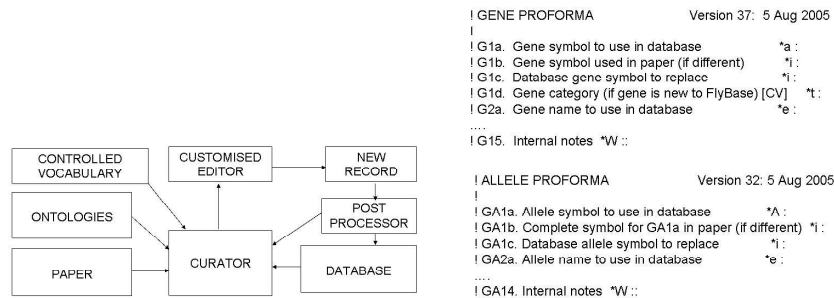 CONTROLLED
VOCABULARY
CUSTOMISED
EDITOR
NEW
RECORD
ONTOLOGIES
POST
PROCESSOR
PAPER
CURATOR
DATABASE
! GENE PROFORMA Version 37: 5 Aug 2005
!
! G1a. Gene symbol to use in database *a :
! G1b. Gene symbol used in paper (if different) *i :
! G1c. Database gene symbol to replace *i :
! G1d. Gene category (if gene is new to FlyBase) [CV] *t :
! G2a. Gene name to use in database *e :
....
! G15. Internal notes *W ::
! ALLELE PROFORMA Version 32: 5 Aug 2005
!
! GA1a. Allele symbol to use in database *A :
! GA1b. Complete symbol for GA1a in paper (if different) *i :
! GA1c. Database allele symbol to replace *i :
! GA2a. Allele name to use in database *e :
....
! GA14. Internal notes *W ::